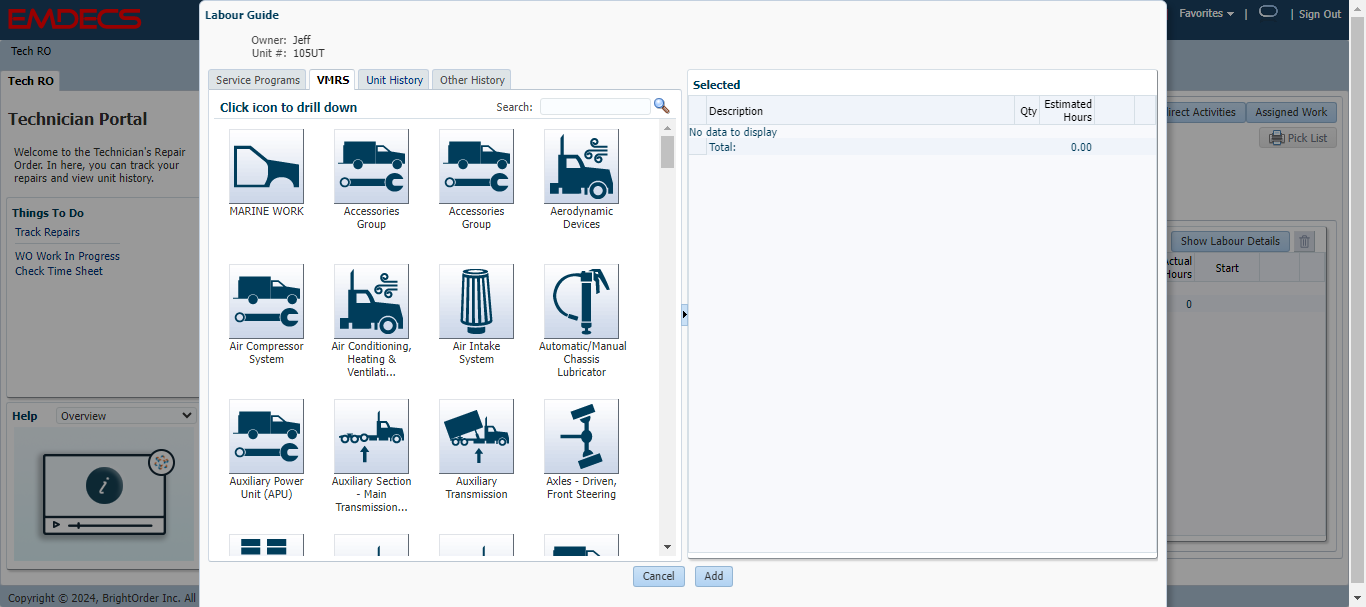 EMDECS
Labour Guide
Favorites
|
| Sign Out
Owner: Jeff
Unit #: 105UT
Tech RO
Tech RO
Service Programs
VMRS
Unit History
Other History
Selected
Click icon to drill down
Search:
Description
Qty
Estimated
Hours
No data to display
Total:
0.00
Technician Portal
Welcome to the Technician's Repair
Order. In here, you can track your
repairs and view unit history.
Things To Do
Track Repairs
WO Work In Progress
Check Time Sheet
Help
Overview
MARINE WORK
Accessories
Group
Accessories
Group
Aerodynamic
Devices
Air Compressor
System
Air Conditioning,
Heating &
Ventilati...
Air Intake
System
Automatic/Manual
Chassis
Lubricator
Auxiliary Power
Unit (APU)
Auxiliary Section
- Main
Transmission...
Auxiliary
Transmission
Axles - Driven,
Front Steering
irect Activities
Assigned Work
Pick List
Show Labour Details
Actual
Hours
Start
0
Cancel
Add
Copyright © 2024, BrightOrder Inc. All